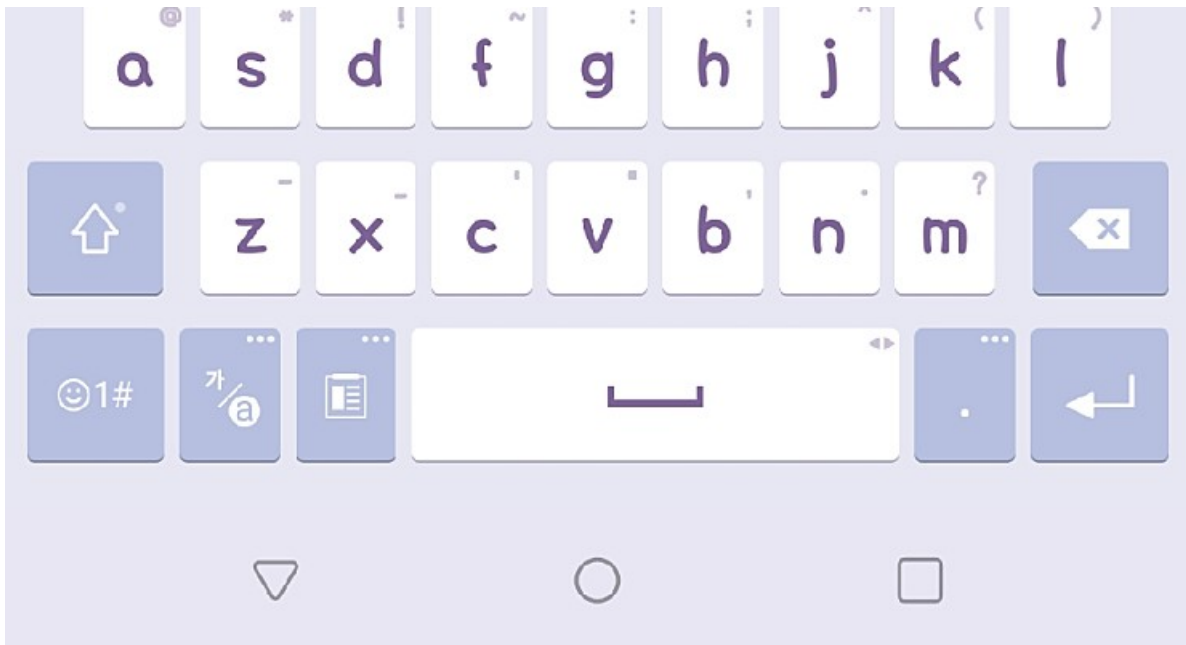 @ * ! ~ : ; ^ ( )
a s d f g h j k l
- _ ' " , . ?
z x c v b n m
1# 가/a .